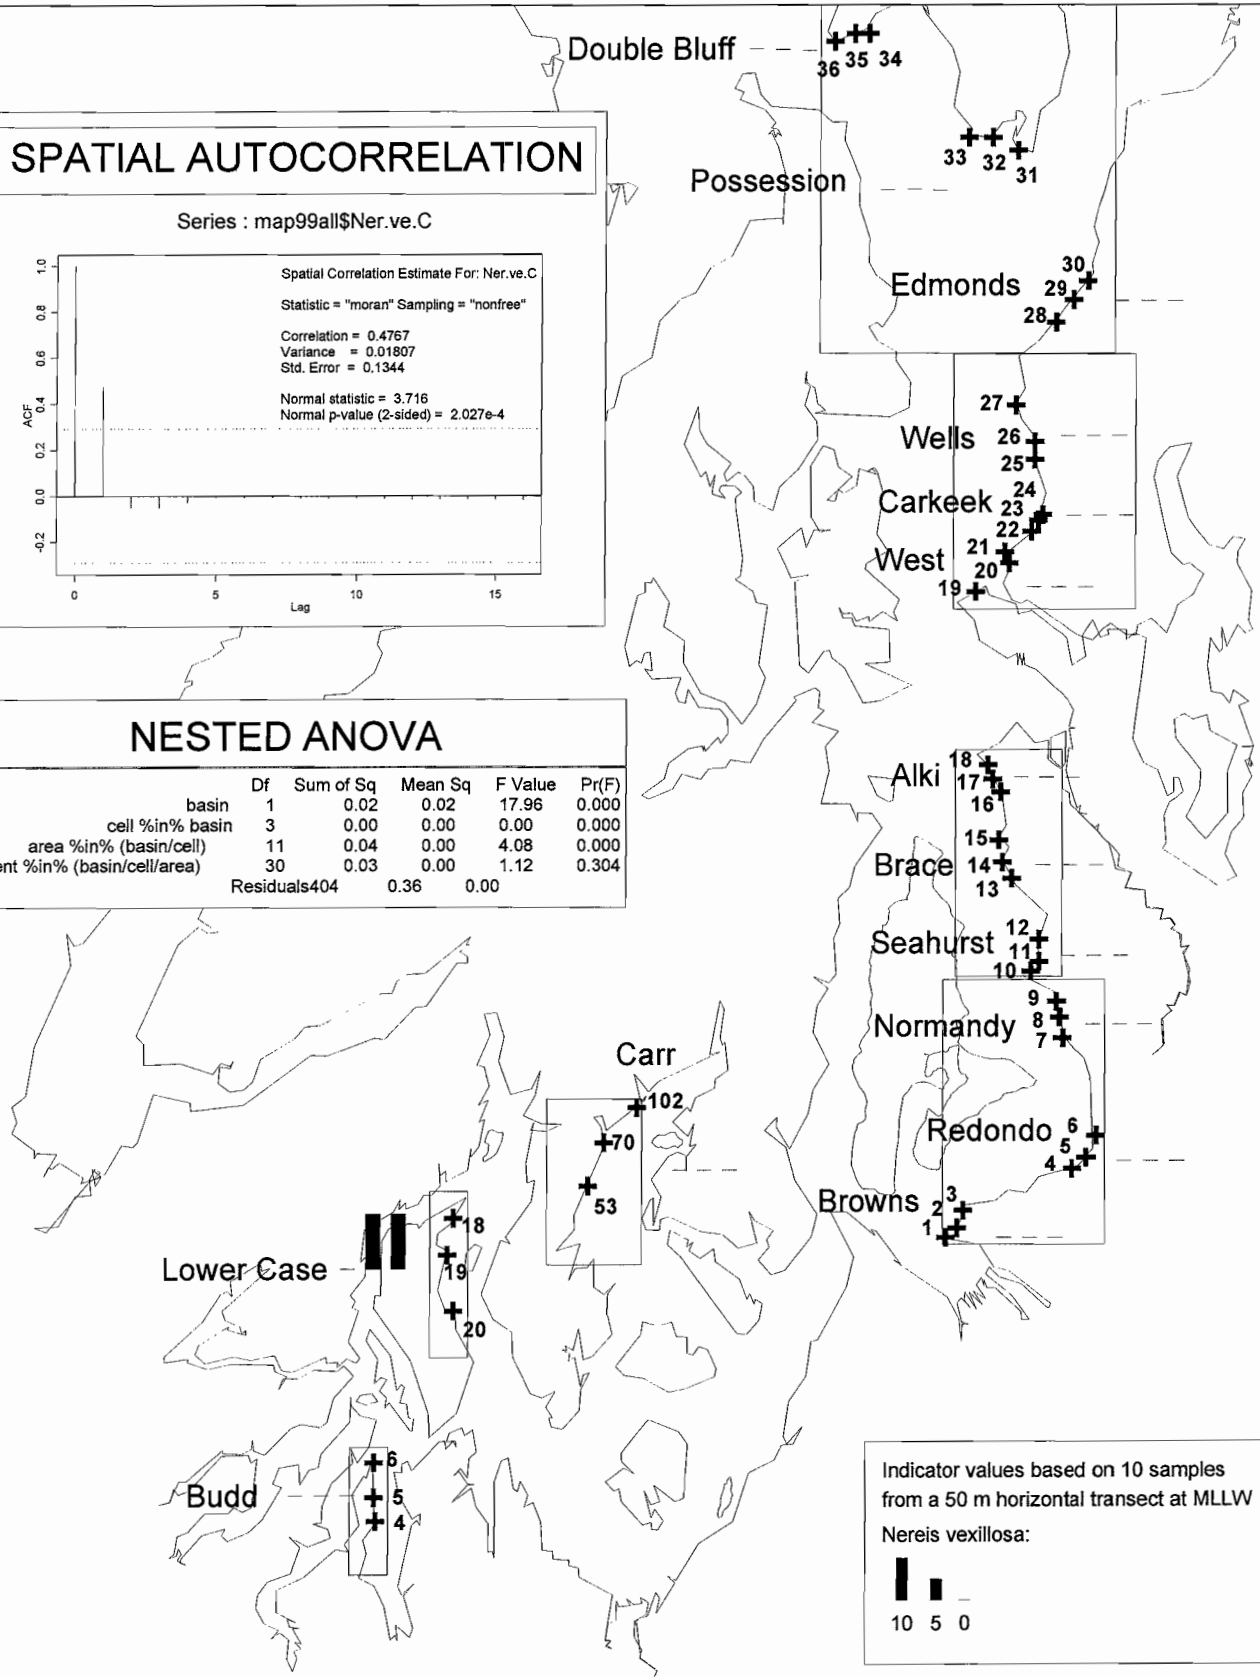 Double Bluff
36 35 34
33 32 31
Possession
Edmonds
30
29
28
SPATIAL AUTOCORRELATION
Series : map99all$Ner.ve.C
Spatial Correlation Estimate For: Ner.ve.C
Statistic = "moran" Sampling = "nonfree"
Correlation = 0.4767
Variance = 0.01807
Std. Error = 0.1344
Normal statistic = 3.716
Normal p-value (2-sided) = 2.027e-4
ACF
1.0
0.8
0.6
0.4
0.2
0.0
-0.2
0 5 10 15
Lag
27
Wells
26
25
24
Carkeek
23
22
West
21
20
19
NESTED ANOVA
Df Sum of Sq Mean Sq F Value Pr(F)
basin 1 0.02 0.02 17.96 0.000
cell %in% basin 3 0.00 0.00 0.00 0.000
area %in% (basin/cell) 11 0.04 0.00 4.08 0.000
ent %in% (basin/cell/area) 30 0.03 0.00 1.12 0.304
Residuals404 0.36 0.00
Alki
18
17
16
Brace
15
14
13
Seahurst
12
11
10
Normandy
9
8
7
Redondo
6
5
4
Browns
3
2
1
Carr
102
70
53
Lower Case
18
19
20
Budd
6
5
4
Indicator values based on 10 samples
from a 50 m horizontal transect at MLLW
Nereis vexillosa:
10 5 0